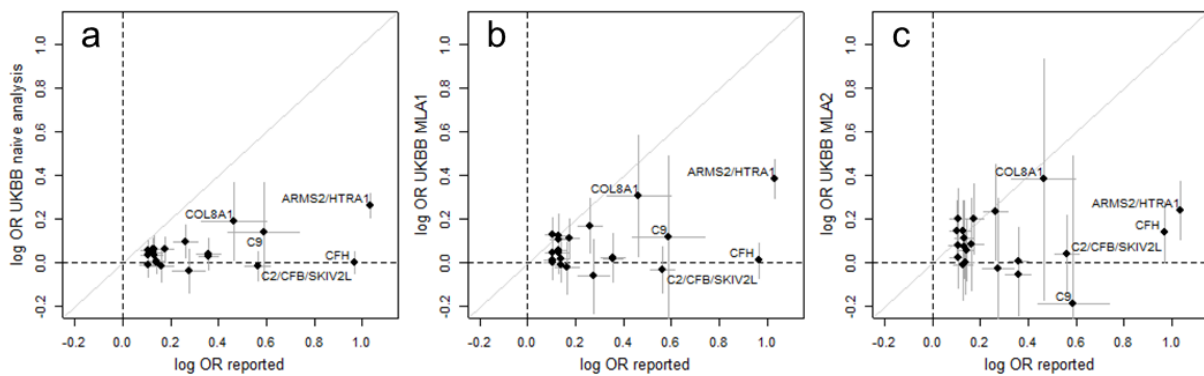 a
log OR UKBB naive analysis
1.0
0.8
0.6
0.4
0.2
0.0
-0.2
COL8A1
ARMS2/HTRA1
C9
CFH
C2/CFB/SKIV2L
-0.2 0.0 0.2 0.4 0.6 0.8 1.0
log OR reported
b
log OR UKBB MLA1
1.0
0.8
0.6
0.4
0.2
0.0
-0.2
COL8A1
ARMS2/HTRA1
C9
CFH
C2/CFB/SKIV2L
-0.2 0.0 0.2 0.4 0.6 0.8 1.0
log OR reported
c
log OR UKBB MLA2
1.0
0.8
0.6
0.4
0.2
0.0
-0.2
COL8A1
ARMS2/HTRA1
CFH
C2/CFB/SKIV2L
C9
-0.2 0.0 0.2 0.4 0.6 0.8 1.0
log OR reported